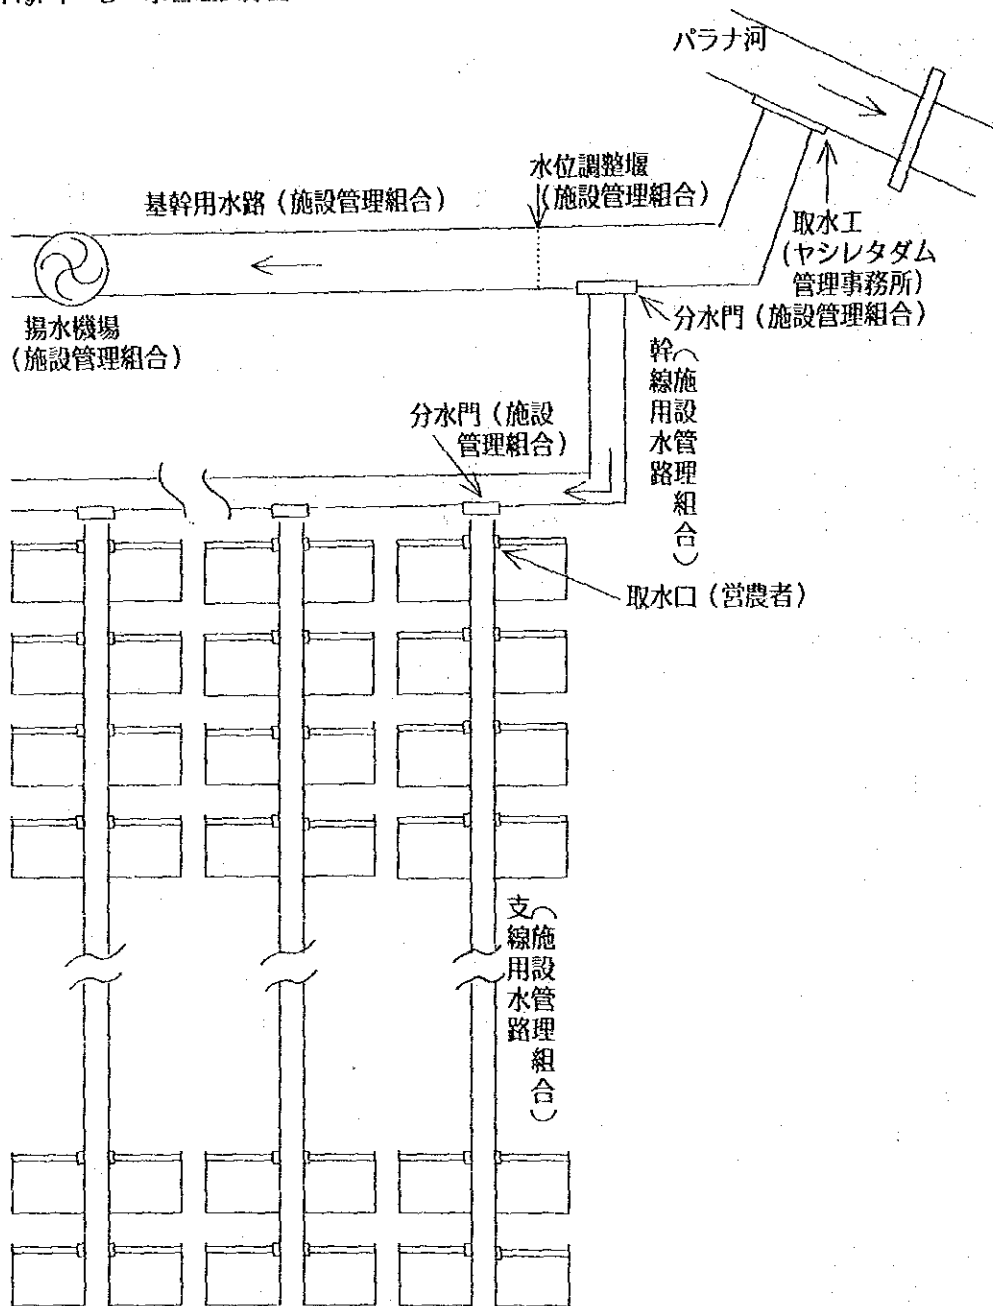 パラナ河
水位調整堰
(施設管理組合)
基幹用水路 (施設管理組合)
取水工
(ヤシレタダム
管理事務所)
分水門 (施設管理組合)
揚水機場
(施設管理組合)
幹線用水路
(施設管理組合)
分水門 (施設
管理組合)
取水口 (営農者)
支線用水路
(施設管理組合)